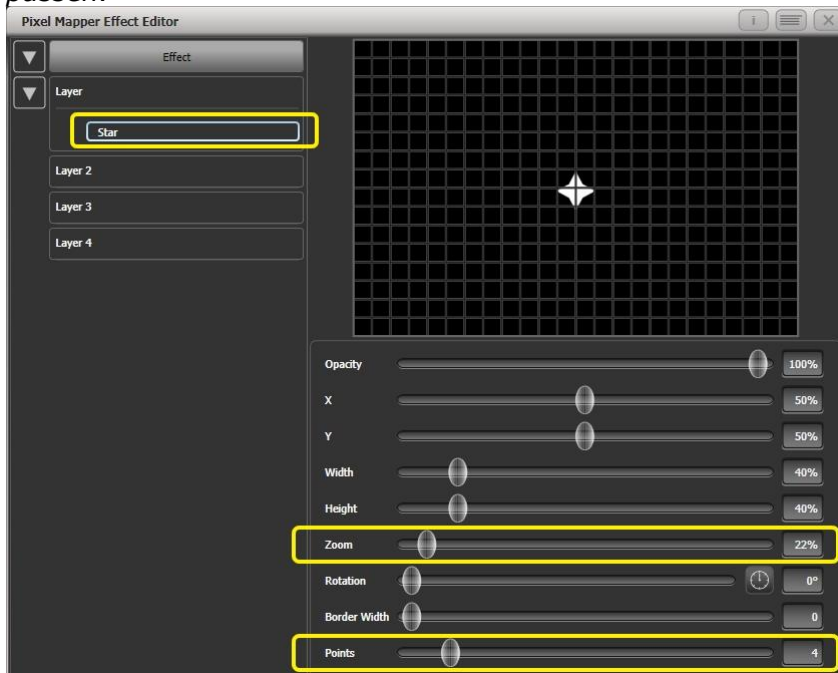 passen.
Pixel Mapper Effect Editor
i
Effect
Layer
Star
Layer 2
Layer 3
Layer 4
Opacity 100%
X 50%
Y 50%
Width 40%
Height 40%
Zoom 22%
Rotation 0°
Border Width 0
Points 4